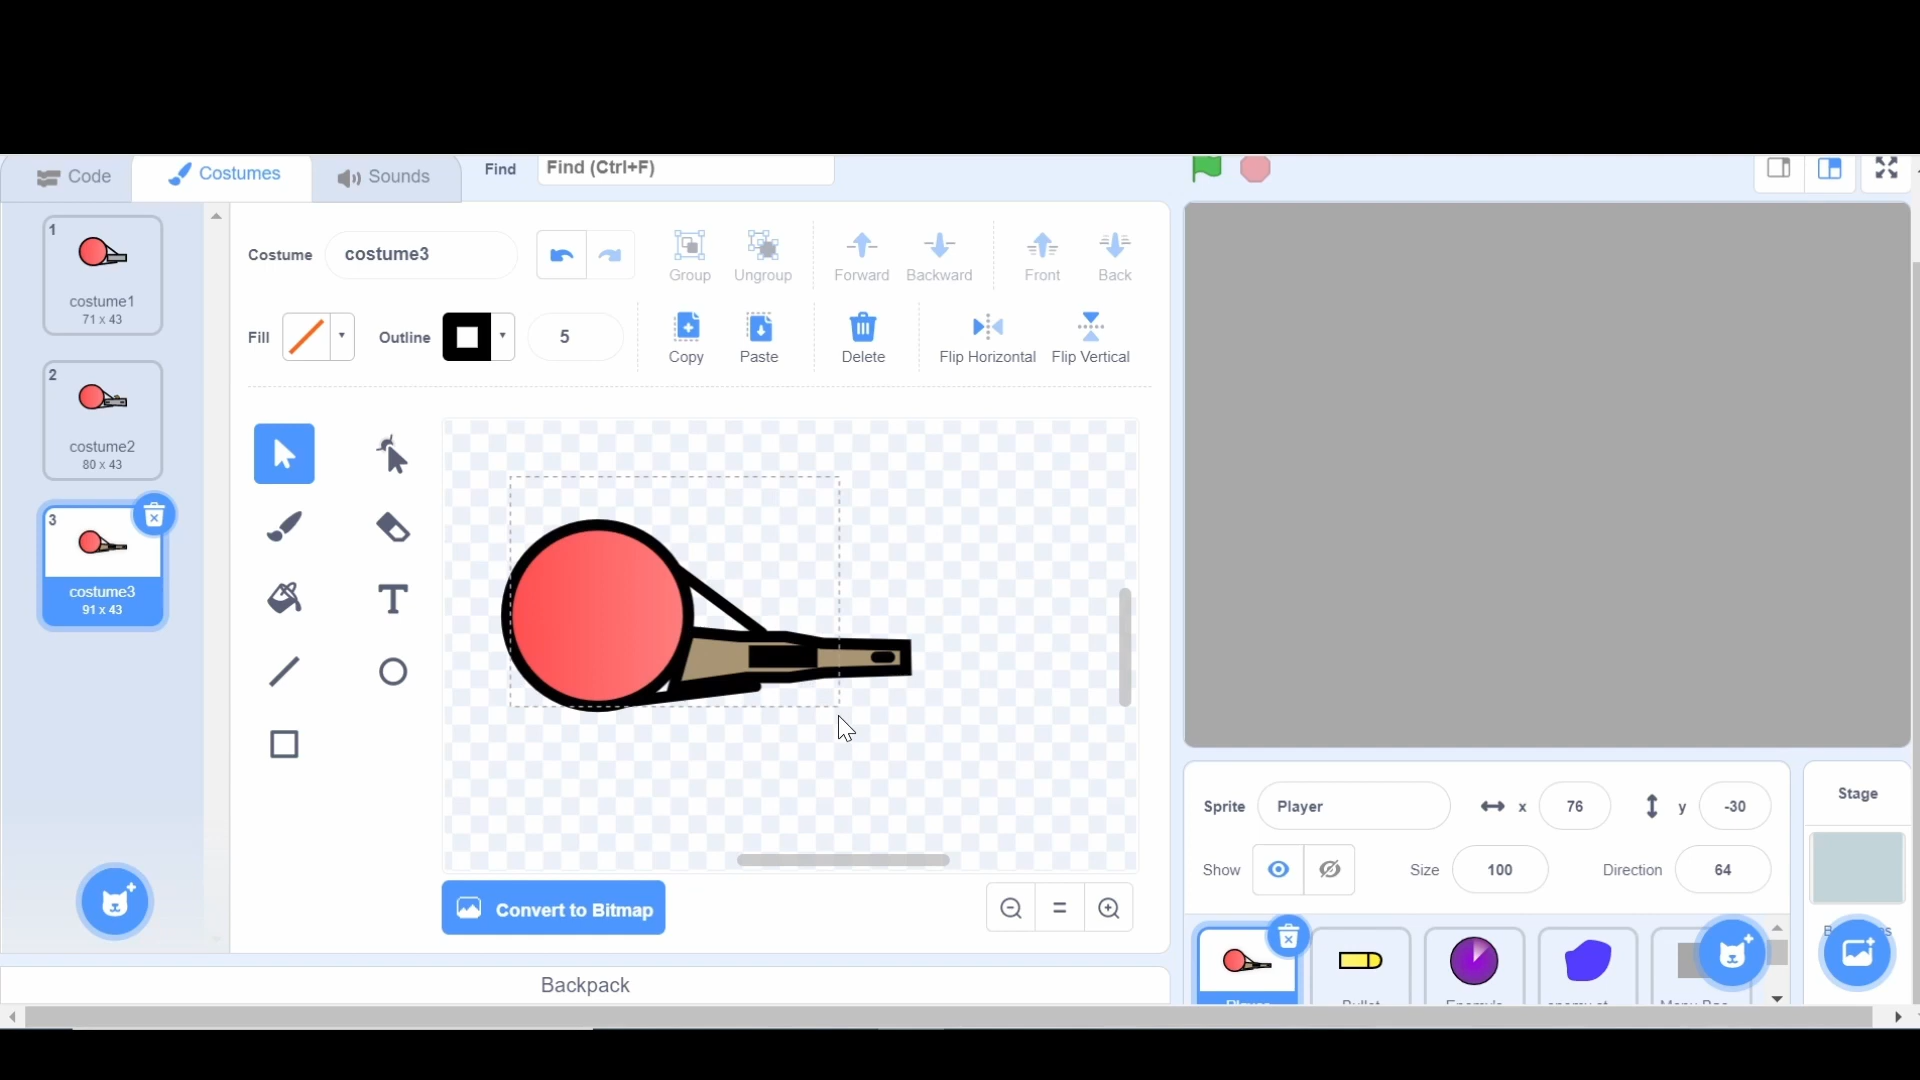 Code
Costumes
Sounds
Find
Find (Ctrl+F)
1
costume1
71 x 43
2
costume2
80 x 43
3
costume3
91 x 43
Costume
costume3
Group
Ungroup
Forward
Backward
Front
Back
Fill
Outline
5
Copy
Paste
Delete
Flip Horizontal
Flip Vertical
T
Convert to Bitmap
Backpack
Sprite
Player
x
76
y
-30
Show
Size
100
Direction
64
Stage
Player
Bullet